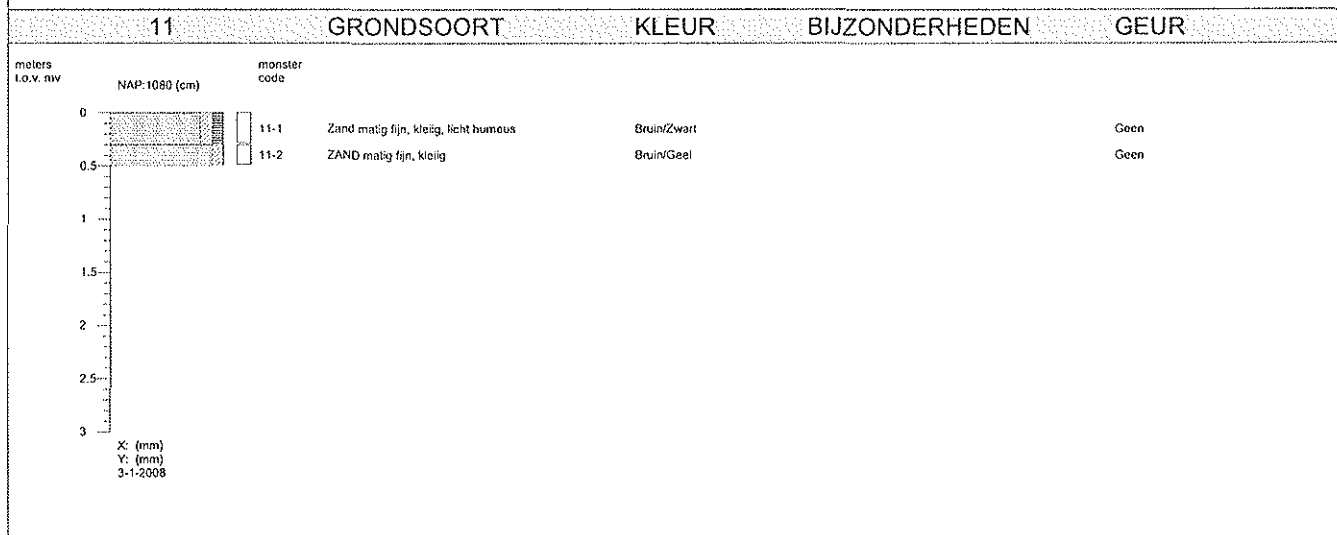 11 GRONDSOORT KLEUR BIJZONDERHEDEN GEUR
meters monster
t.o.v. mv NAP:1080 (cm) code
0
11-1 Zand matig fijn, kleiig, licht humous Bruin/Zwart Geen
11-2 ZAND matig fijn, kleiig Bruin/Geel Geen
0.5
1
1.5
2
2.5
3
X: (mm)
Y: (mm)
3-1-2008